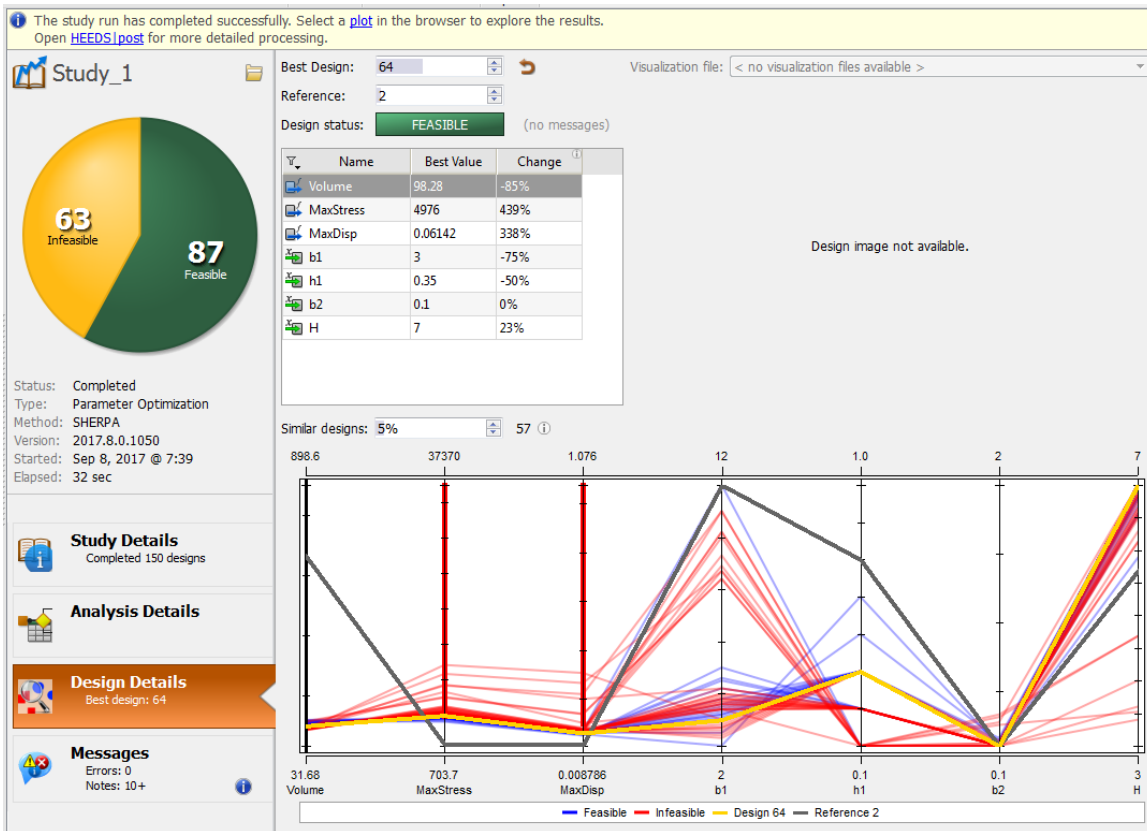 The study run has completed successfully. Select a plot in the browser to explore the results.
Open HEEDS|post for more detailed processing.
Study_1
63
Infeasible
87
Feasible
Status: Completed
Type: Parameter Optimization
Method: SHERPA
Version: 2017.8.0.1050
Started: Sep 8, 2017 @ 7:39
Elapsed: 32 sec
Study Details
Completed 150 designs
Analysis Details
Design Details
Best design: 64
Messages
Errors: 0
Notes: 10+
Best Design: 64
Reference: 2
Design status: FEASIBLE (no messages)
Visualization file: < no visualization files available >
Name Best Value Change
Volume 98.28 -85%
MaxStress 4976 439%
MaxDisp 0.06142 338%
b1 3 -75%
h1 0.35 -50%
b2 0.1 0%
H 7 23%
Design image not available.
Similar designs: 5% 57
898.6 37370 1.076 12 1.0 2 7
31.68 703.7 0.008786 2 0.1 0.1 3
Volume MaxStress MaxDisp b1 h1 b2 H
Feasible Infeasible Design 64 Reference 2